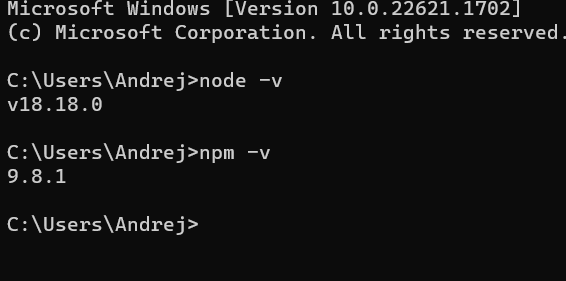 Microsoft Windows [Version 10.0.22621.1702]
(c) Microsoft Corporation. All rights reserved.
C:\Users\Andrej>node -v
v18.18.0
C:\Users\Andrej>npm -v
9.8.1
C:\Users\Andrej>